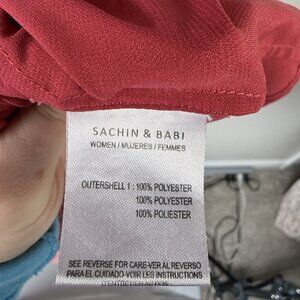 SACHIN & BABI
WOMEN / MUJERES / FEMMES
OUTERSHELL 1 : 100% POLYESTER
100% POLYESTER
100% POLIESTER
SEE REVERSE FOR CARE-VER AL REVERSO
PARA EL CUIDADO-VOIR LES INSTRUCTIONS